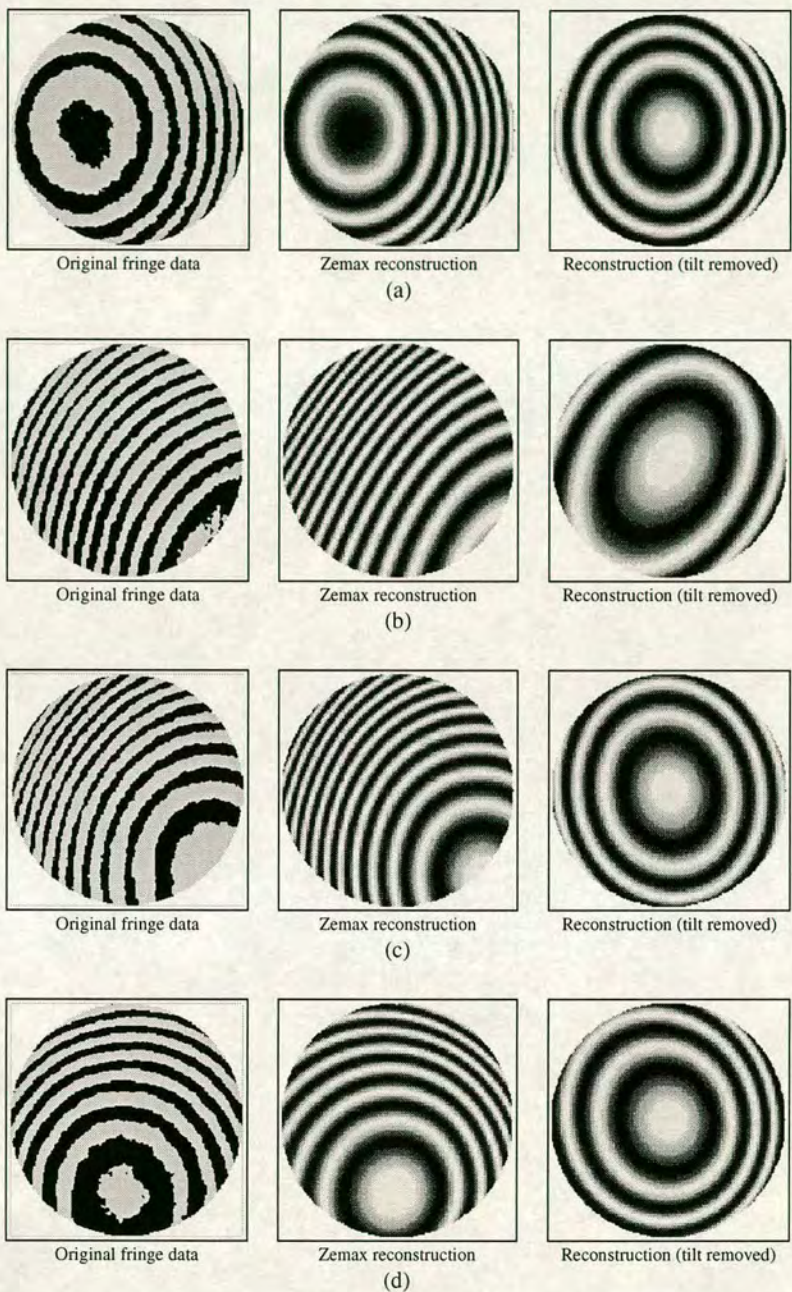 Original fringe data Zemax reconstruction Reconstruction (tilt removed)
(a)
Original fringe data Zemax reconstruction Reconstruction (tilt removed)
(b)
Original fringe data Zemax reconstruction Reconstruction (tilt removed)
(c)
Original fringe data Zemax reconstruction Reconstruction (tilt removed)
(d)